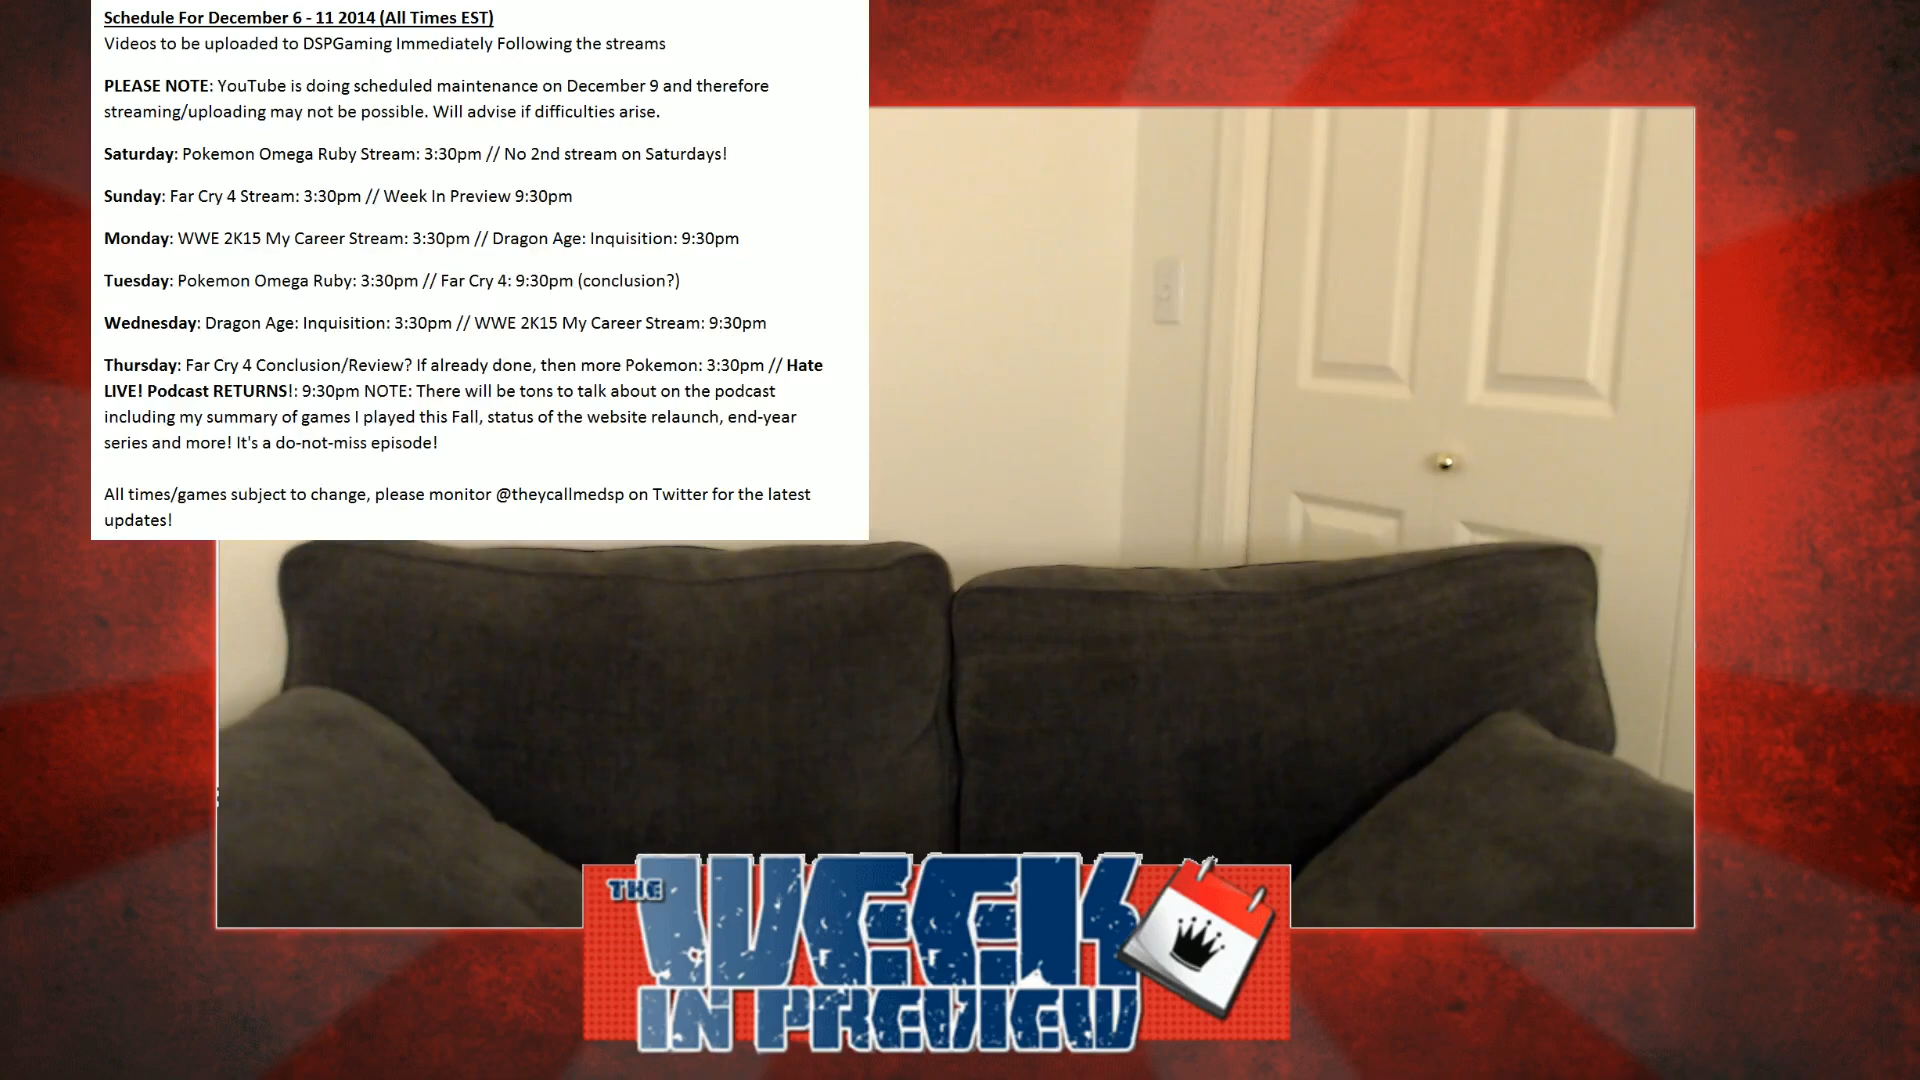 Schedule For December 6 - 11 2014 (All Times EST)
Videos to be uploaded to DSPGaming Immediately Following the streams
PLEASE NOTE: YouTube is doing scheduled maintenance on December 9 and therefore
streaming/uploading may not be possible. Will advise if difficulties arise.
Saturday: Pokemon Omega Ruby Stream: 3:30pm // No 2nd stream on Saturdays!
Sunday: Far Cry 4 Stream: 3:30pm // Week In Preview 9:30pm
Monday: WWE 2K15 My Career Stream: 3:30pm // Dragon Age: Inquisition: 9:30pm
Tuesday: Pokemon Omega Ruby: 3:30pm // Far Cry 4: 9:30pm (conclusion?)
Wednesday: Dragon Age: Inquisition: 3:30pm // WWE 2K15 My Career Stream: 9:30pm
Thursday: Far Cry 4 Conclusion/Review? If already done, then more Pokemon: 3:30pm // Hate
LIVE! Podcast RETURNS!: 9:30pm NOTE: There will be tons to talk about on the podcast
including my summary of games I played this Fall, status of the website relaunch, end-year
series and more! It's a do-not-miss episode!
All times/games subject to change, please monitor @theycallmedsp on Twitter for the latest
updates!
THE WEEK
IN PREVIEW